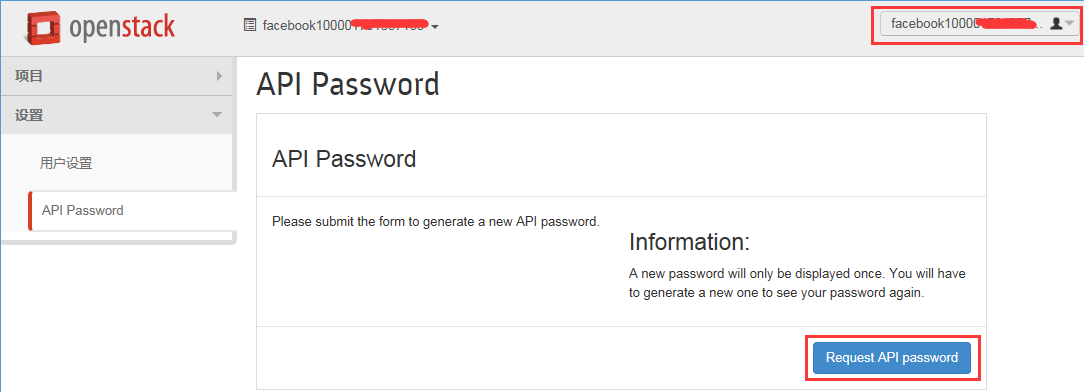 openstack
facebook10000
facebook10000
项目
设置
用户设置
API Password
API Password
API Password
Please submit the form to generate a new API password.
Information:
A new password will only be displayed once. You will have
to generate a new one to see your password again.
Request API password